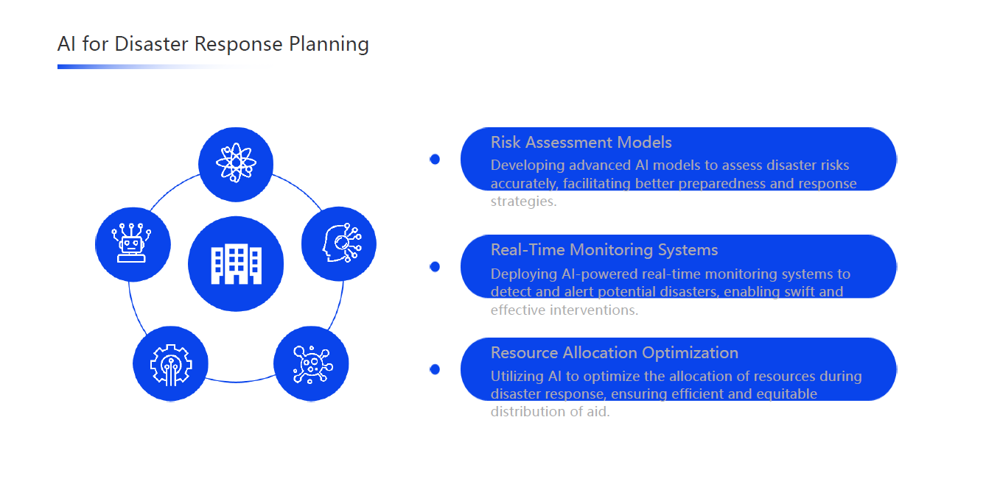 AI for Disaster Response Planning
Risk Assessment Models
Developing advanced AI models to assess disaster risks
accurately, facilitating better preparedness and response
strategies.
Real-Time Monitoring Systems
Deploying AI-powered real-time monitoring systems to
detect and alert potential disasters, enabling swift and
effective interventions.
Resource Allocation Optimization
Utilizing AI to optimize the allocation of resources during
disaster response, ensuring efficient and equitable
distribution of aid.